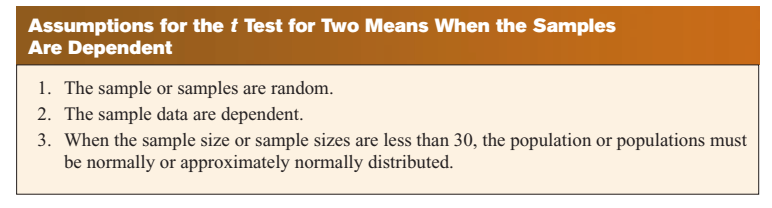 Assumptions for the t Test for Two Means When the Samples
Are Dependent
1. The sample or samples are random.
2. The sample data are dependent.
3. When the sample size or sample sizes are less than 30, the population or populations must
be normally or approximately normally distributed.